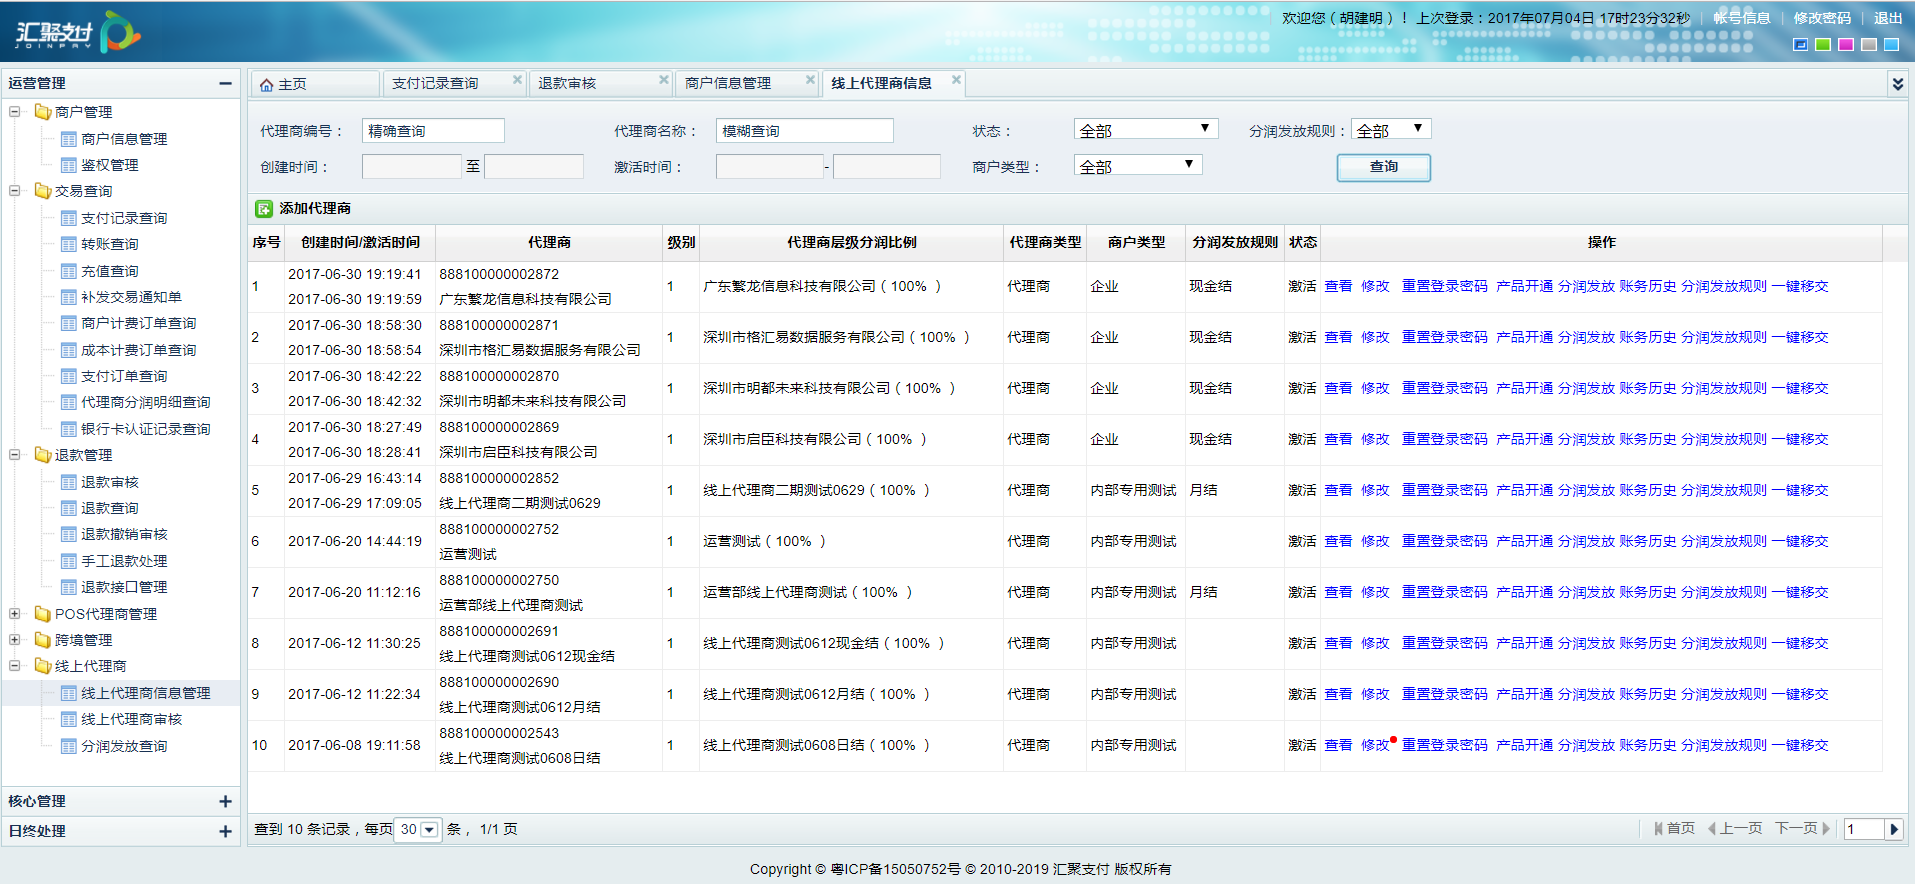 汇聚支付
JOINPAY
欢迎您（胡建明）！ 上次登录：2017年07月04日 17时23分32秒 | 帐号信息 | 修改密码 | 退出
运营管理
商户管理
商户信息管理
鉴权管理
交易查询
支付记录查询
转账查询
充值查询
补发交易通知单
商户计费订单查询
成本计费订单查询
支付订单查询
代理商分润明细查询
银行卡认证记录查询
退款管理
退款审核
退款查询
退款撤销审核
手工退款处理
退款接口管理
POS代理商管理
跨境管理
线上代理商
线上代理商信息管理
线上代理商审核
分润发放查询
核心管理
日终处理
主页 支付记录查询 退款审核 商户信息管理 线上代理商信息
代理商编号： 精确查询 代理商名称： 模糊查询 状态： 全部 分润发放规则： 全部
创建时间： 至 激活时间： - 商户类型： 全部 查询
添加代理商
序号 创建时间/激活时间 代理商 级别 代理商层级分润比例 代理商类型 商户类型 分润发放规则 状态 操作
2017-06-30 19:19:41 888100000002872
1 1 广东繁龙信息科技有限公司（100% ） 代理商 企业 现金结 激活 查看 修改 重置登录密码 产品开通 分润发放 账务历史 分润发放规则 一键移交
2017-06-30 19:19:59 广东繁龙信息科技有限公司
2017-06-30 18:58:30 888100000002871
2 1 深圳市格汇易数据服务有限公司（100% ） 代理商 企业 现金结 激活 查看 修改 重置登录密码 产品开通 分润发放 账务历史 分润发放规则 一键移交
2017-06-30 18:58:54 深圳市格汇易数据服务有限公司
2017-06-30 18:42:22 888100000002870
3 1 深圳市明都未来科技有限公司（100% ） 代理商 企业 现金结 激活 查看 修改 重置登录密码 产品开通 分润发放 账务历史 分润发放规则 一键移交
2017-06-30 18:42:32 深圳市明都未来科技有限公司
2017-06-30 18:27:49 888100000002869
4 1 深圳市启臣科技有限公司（100% ） 代理商 企业 现金结 激活 查看 修改 重置登录密码 产品开通 分润发放 账务历史 分润发放规则 一键移交
2017-06-30 18:28:41 深圳市启臣科技有限公司
2017-06-29 16:43:14 888100000002852
5 1 线上代理商二期测试0629（100% ） 代理商 内部专用测试 月结 激活 查看 修改 重置登录密码 产品开通 分润发放 账务历史 分润发放规则 一键移交
2017-06-29 17:09:05 线上代理商二期测试0629
888100000002752
6 2017-06-20 14:44:19 1 运营测试（100% ） 代理商 内部专用测试 激活 查看 修改 重置登录密码 产品开通 分润发放 账务历史 分润发放规则 一键移交
运营测试
888100000002750
7 2017-06-20 11:12:16 1 运营部线上代理商测试（100% ） 代理商 内部专用测试 月结 激活 查看 修改 重置登录密码 产品开通 分润发放 账务历史 分润发放规则 一键移交
运营部线上代理商测试
888100000002691
8 2017-06-12 11:30:25 1 线上代理商测试0612现金结（100% ） 代理商 内部专用测试 激活 查看 修改 重置登录密码 产品开通 分润发放 账务历史 分润发放规则 一键移交
线上代理商测试0612现金结
888100000002690
9 2017-06-12 11:22:34 1 线上代理商测试0612月结（100% ） 代理商 内部专用测试 激活 查看 修改 重置登录密码 产品开通 分润发放 账务历史 分润发放规则 一键移交
线上代理商测试0612月结
888100000002543
10 2017-06-08 19:11:58 1 线上代理商测试0608日结（100% ） 代理商 内部专用测试 激活 查看 修改 重置登录密码 产品开通 分润发放 账务历史 分润发放规则 一键移交
线上代理商测试0608日结
查到 10 条记录，每页 30 条， 1/1 页 首页 上一页 下一页 1
Copyright © 粤ICP备15050752号 © 2010-2019 汇聚支付 版权所有